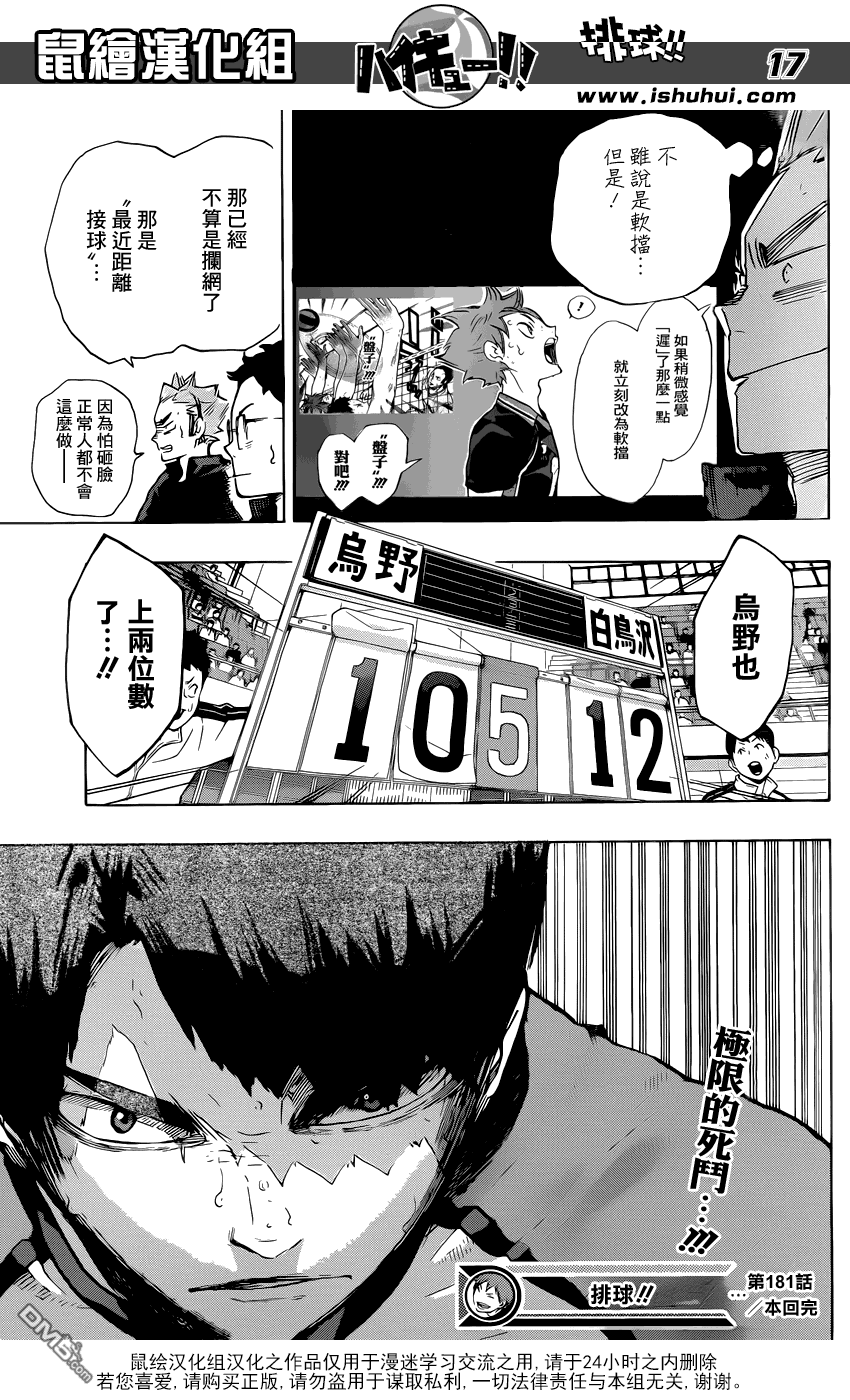 鼠繪漢化組
ハイキュー!!
排球!!
17
www.ishuhui.com
不
雖說是軟擋…
但是！
！
如果稍微感覺
「遲」了那麼一點
就立刻改為軟擋
"盤子"!!!
"盤子"!!!
對吧!!!
那已經
不算是攔網了
那是
"最近距離
接球"…
因為怕砸臉
正常人都不會
這麼做——
烏野
白鳥沢
10
5
12
烏野也
上兩位數
了…!!
極限的死鬥…!!!
排球!!
…
第181話
／本回完
DM5.com
鼠绘汉化组汉化之作品仅用于漫迷学习交流之用, 请于24小时之内删除
若您喜爱, 请购买正版, 请勿盗用于谋取私利, 一切法律责任与本组无关, 谢谢。